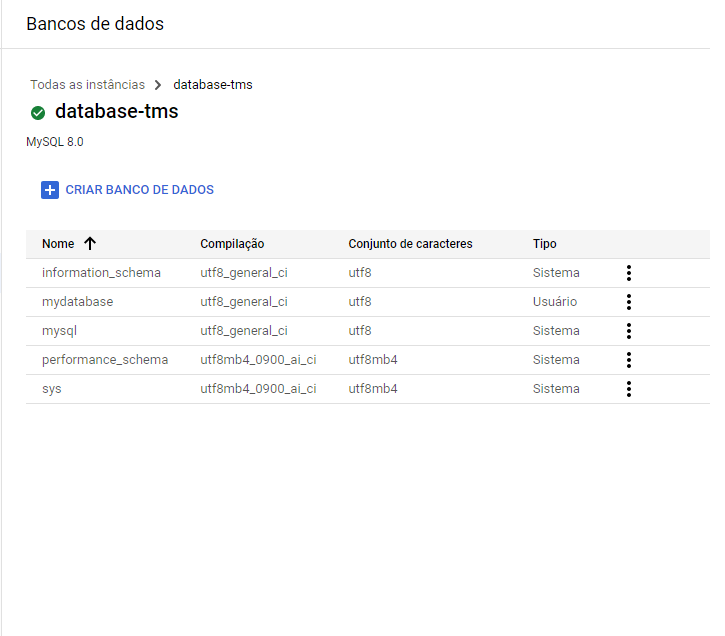 Bancos de dados
Todas as instâncias > database-tms
database-tms
MySQL 8.0
CRIAR BANCO DE DADOS
Nome Compilação Conjunto de caracteres Tipo
information_schema utf8_general_ci utf8 Sistema
mydatabase utf8_general_ci utf8 Usuário
mysql utf8_general_ci utf8 Sistema
performance_schema utf8mb4_0900_ai_ci utf8mb4 Sistema
sys utf8mb4_0900_ai_ci utf8mb4 Sistema